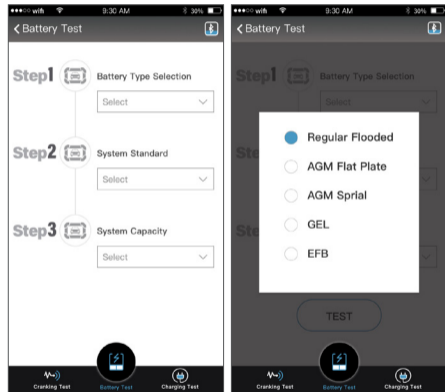 wifi 9:30 AM 30%
Battery Test
Step1 Battery Type Selection
Select
Step2 System Standard
Select
Step3 System Capacity
Select
Cranking Test Battery Test Charging Test
wifi 9:30 AM 30%
Battery Test
Step1 Battery Type Selection
Select
Regular Flooded
AGM Flat Plate
AGM Sprial
GEL
EFB
Ste
Ste
TEST
Cranking Test Battery Test Charging Test